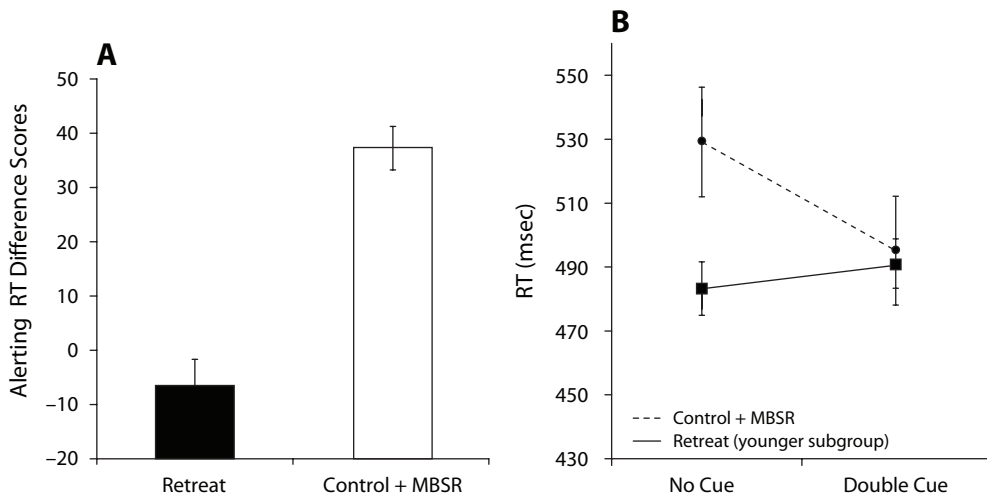 A
Alerting RT Difference Scores
50
40
30
20
10
0
–10
–20
Retreat
Control + MBSR
B
RT (msec)
550
530
510
490
470
450
430
Control + MBSR
Retreat (younger subgroup)
No Cue
Double Cue